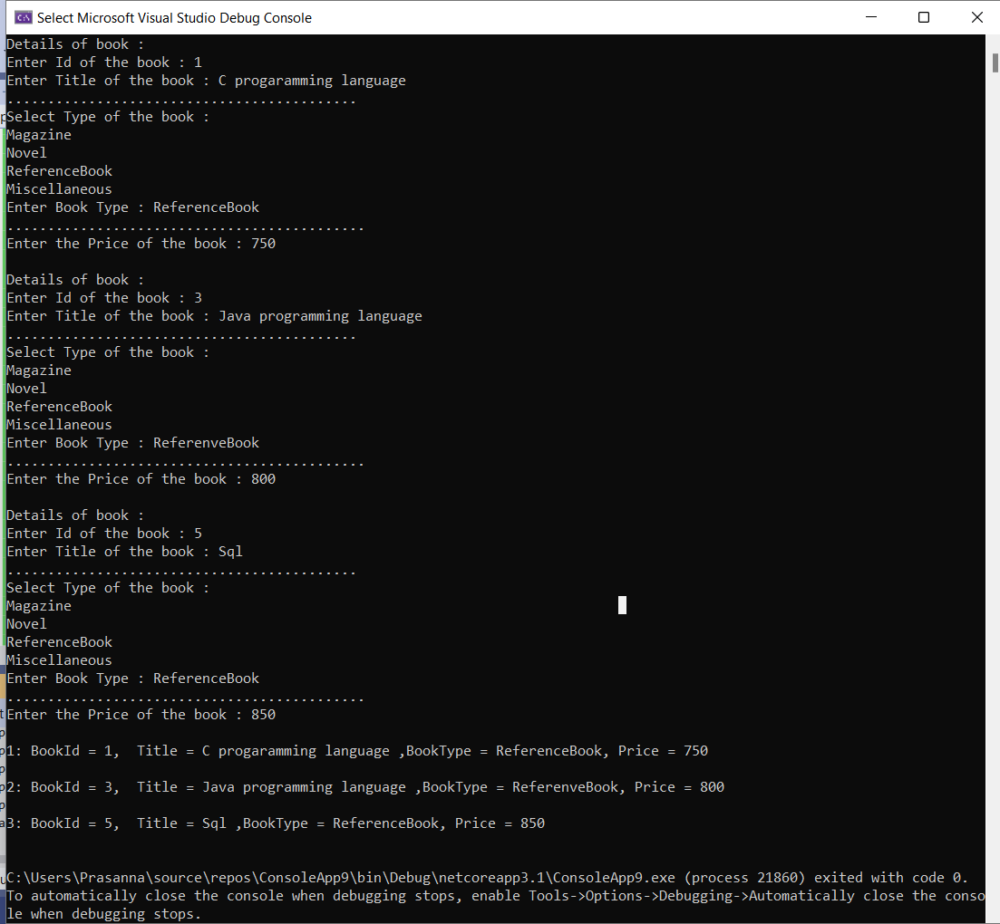 Select Microsoft Visual Studio Debug Console
Details of book :
Enter Id of the book : 1
Enter Title of the book : C progaramming language
...........................................
Select Type of the book :
Magazine
Novel
ReferenceBook
Miscellaneous
Enter Book Type : ReferenceBook
............................................
Enter the Price of the book : 750
Details of book :
Enter Id of the book : 3
Enter Title of the book : Java programming language
...........................................
Select Type of the book :
Magazine
Novel
ReferenceBook
Miscellaneous
Enter Book Type : ReferenveBook
............................................
Enter the Price of the book : 800
Details of book :
Enter Id of the book : 5
Enter Title of the book : Sql
...........................................
Select Type of the book :
Magazine
Novel
ReferenceBook
Miscellaneous
Enter Book Type : ReferenceBook
............................................
Enter the Price of the book : 850
1: BookId = 1,  Title = C progaramming language ,BookType = ReferenceBook, Price = 750
2: BookId = 3,  Title = Java programming language ,BookType = ReferenveBook, Price = 800
3: BookId = 5,  Title = Sql ,BookType = ReferenceBook, Price = 850
C:\Users\Prasanna\source\repos\ConsoleApp9\bin\Debug\netcoreapp3.1\ConsoleApp9.exe (process 21860) exited with code 0.
To automatically close the console when debugging stops, enable Tools->Options->Debugging->Automatically close the conso
le when debugging stops.